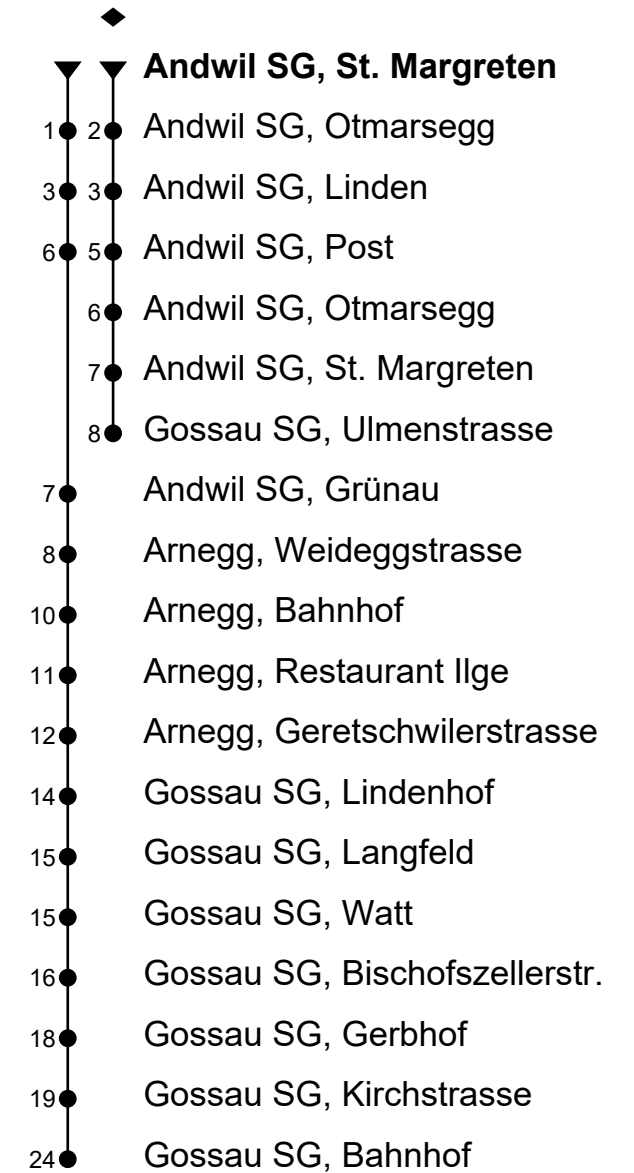 Andwil SG, St. Margreten
1 2 Andwil SG, Otmarsegg
3 3 Andwil SG, Linden
6 5 Andwil SG, Post
6 Andwil SG, Otmarsegg
7 Andwil SG, St. Margreten
8 Gossau SG, Ulmenstrasse
7 Andwil SG, Grünau
8 Arnegg, Weideggstrasse
10 Arnegg, Bahnhof
11 Arnegg, Restaurant Ilge
12 Arnegg, Geretschwilerstrasse
14 Gossau SG, Lindenhof
15 Gossau SG, Langfeld
15 Gossau SG, Watt
16 Gossau SG, Bischofszellerstr.
18 Gossau SG, Gerbhof
19 Gossau SG, Kirchstrasse
24 Gossau SG, Bahnhof